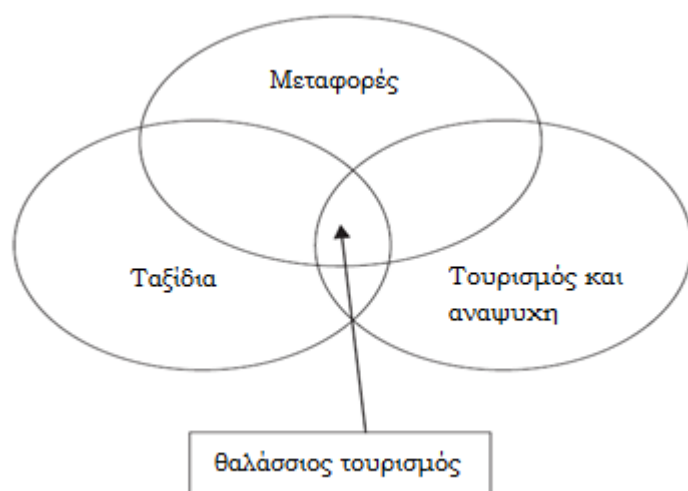 Μεταφορές
Ταξίδια
Τουρισμός και
αναψυχη
θαλάσσιος τουρισμός